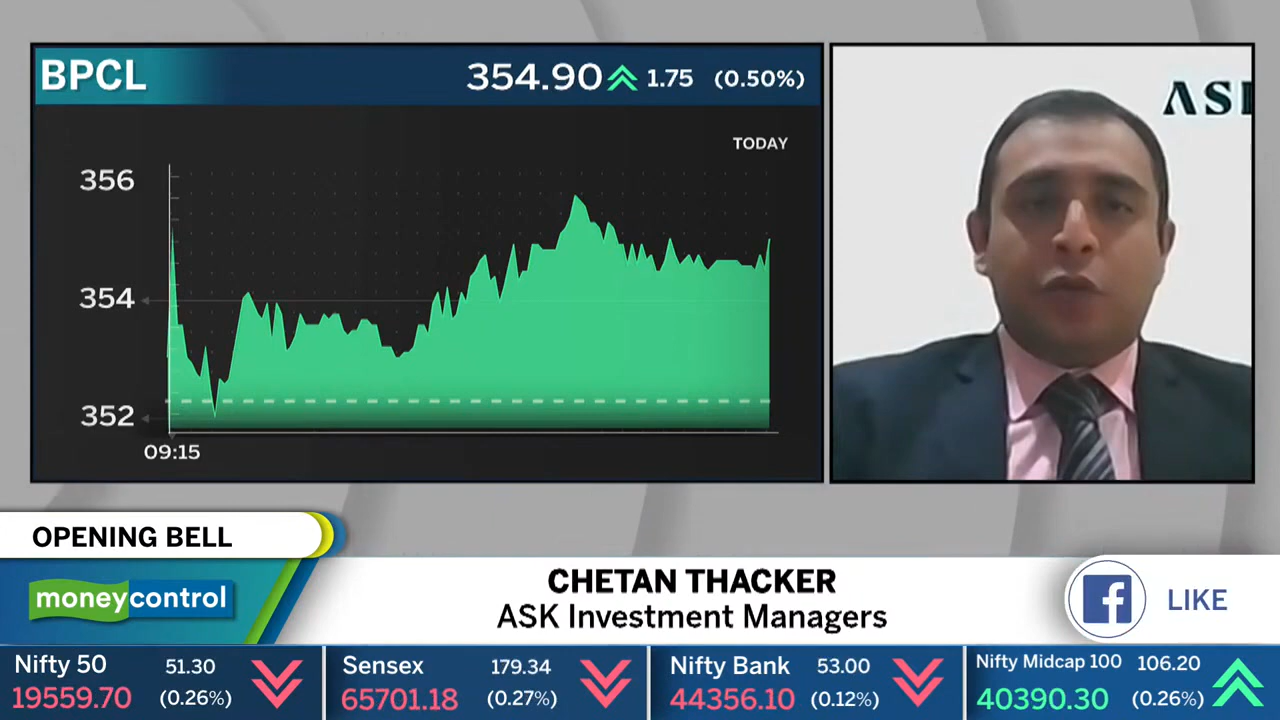 BPCL
354.90 1.75 (0.50%)
TODAY
356
354
352
09:15
OPENING BELL
moneycontrol
CHETAN THACKER
ASK Investment Managers
LIKE
Nifty 50 51.30
19559.70 (0.26%)
Sensex 179.34
65701.18 (0.27%)
Nifty Bank 53.00
44356.10 (0.12%)
Nifty Midcap 100 106.20
40390.30 (0.26%)